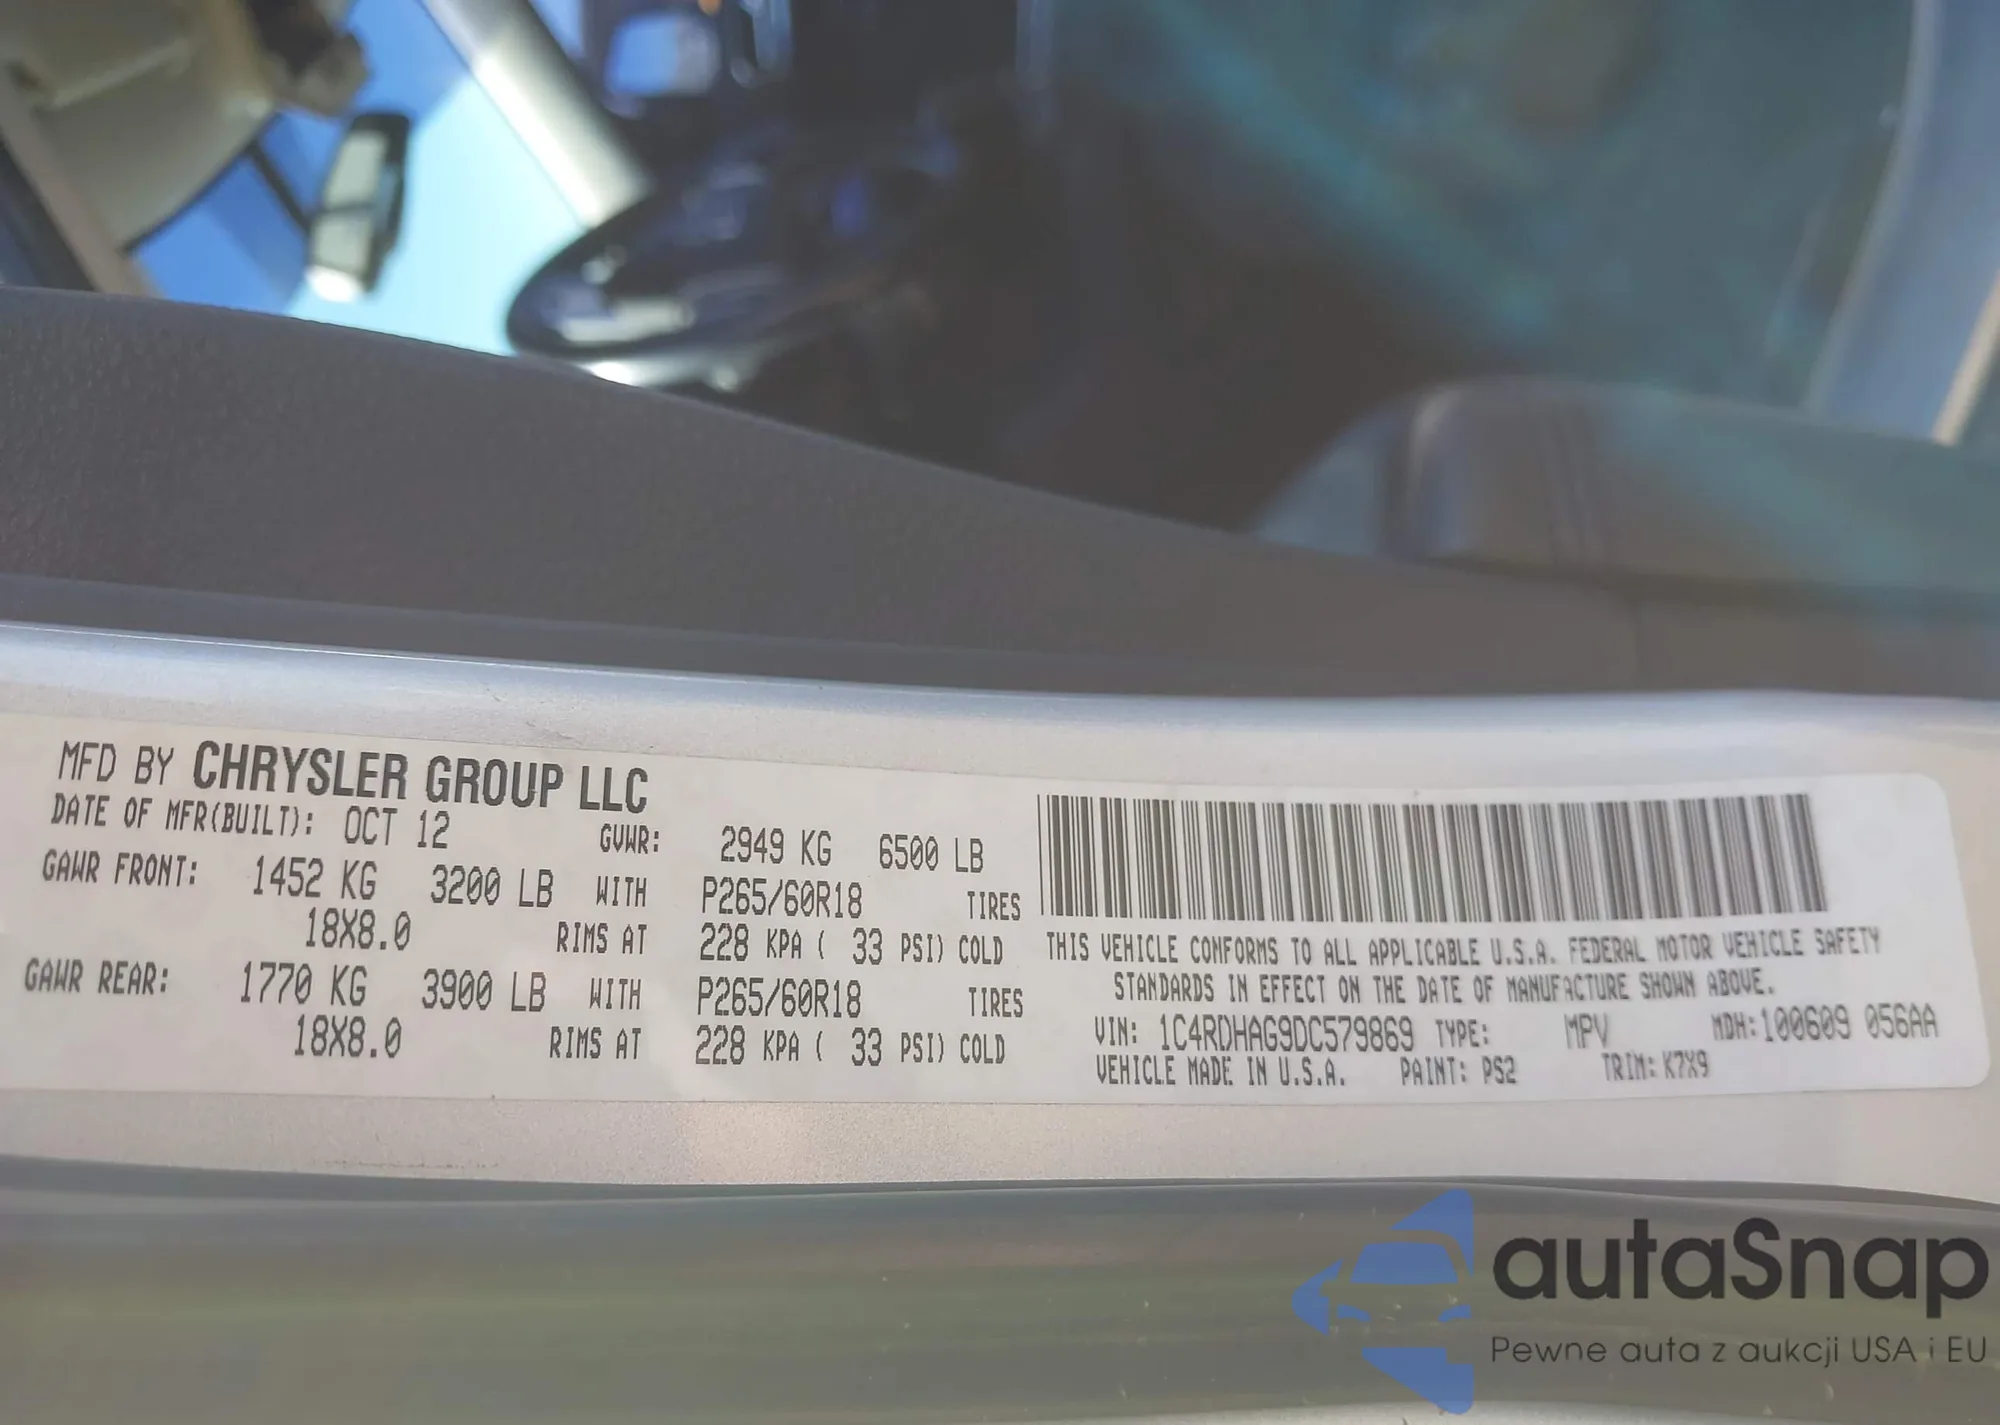 MFD BY CHRYSLER GROUP LLC
DATE OF MFR(BUILT): OCT 12 GVWR: 2949 KG 6500 LB
GAWR FRONT: 1452 KG 3200 LB WITH P265/60R18 TIRES
18X8.0 RIMS AT 228 KPA ( 33 PSI) COLD
GAWR REAR: 1770 KG 3900 LB WITH P265/60R18 TIRES
18X8.0 RIMS AT 228 KPA ( 33 PSI) COLD
THIS VEHICLE CONFORMS TO ALL APPLICABLE U.S.A. FEDERAL MOTOR VEHICLE SAFETY
STANDARDS IN EFFECT ON THE DATE OF MANUFACTURE SHOWN ABOVE.
VIN: 1C4RDHAG9DC579869 TYPE: MPV MDH:100609 056AA
VEHICLE MADE IN U.S.A. PAINT: PS2 TRIM: K7X9
autaSnap
Pewne auta z aukcji USA i EU